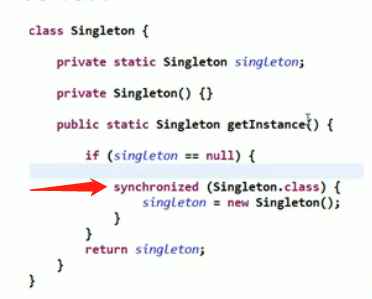 class Singleton {
private static Singleton singleton;
private Singleton() {}
public static Singleton getInstance() {
if (singleton == null) {
synchronized (Singleton.class) {
singleton = new Singleton();
}
}
return singleton;
}
}